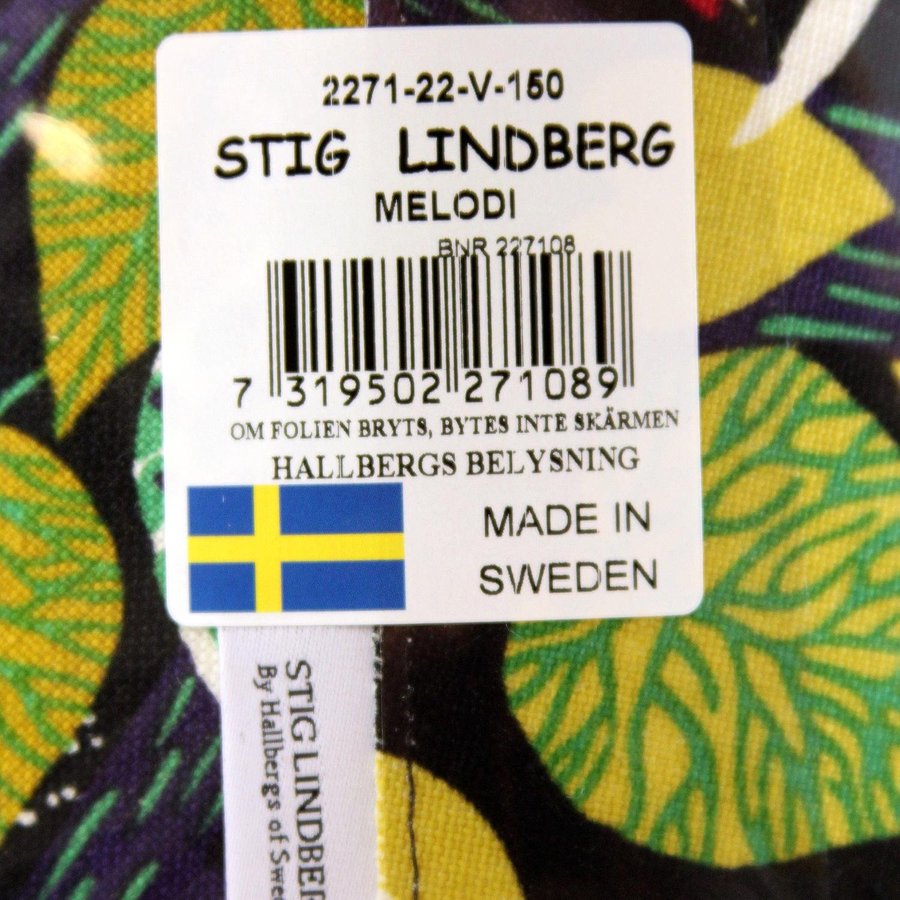 2271-22-V-150
STIG LINDBERG
MELODI
BNR 227108
7 319502 271089
OM FOLIEN BRYTS, BYTES INTE SKÄRMEN
HALLBERGS BELYSNING
MADE IN
SWEDEN
STIG LINDBER
By Hallbergs of Swe